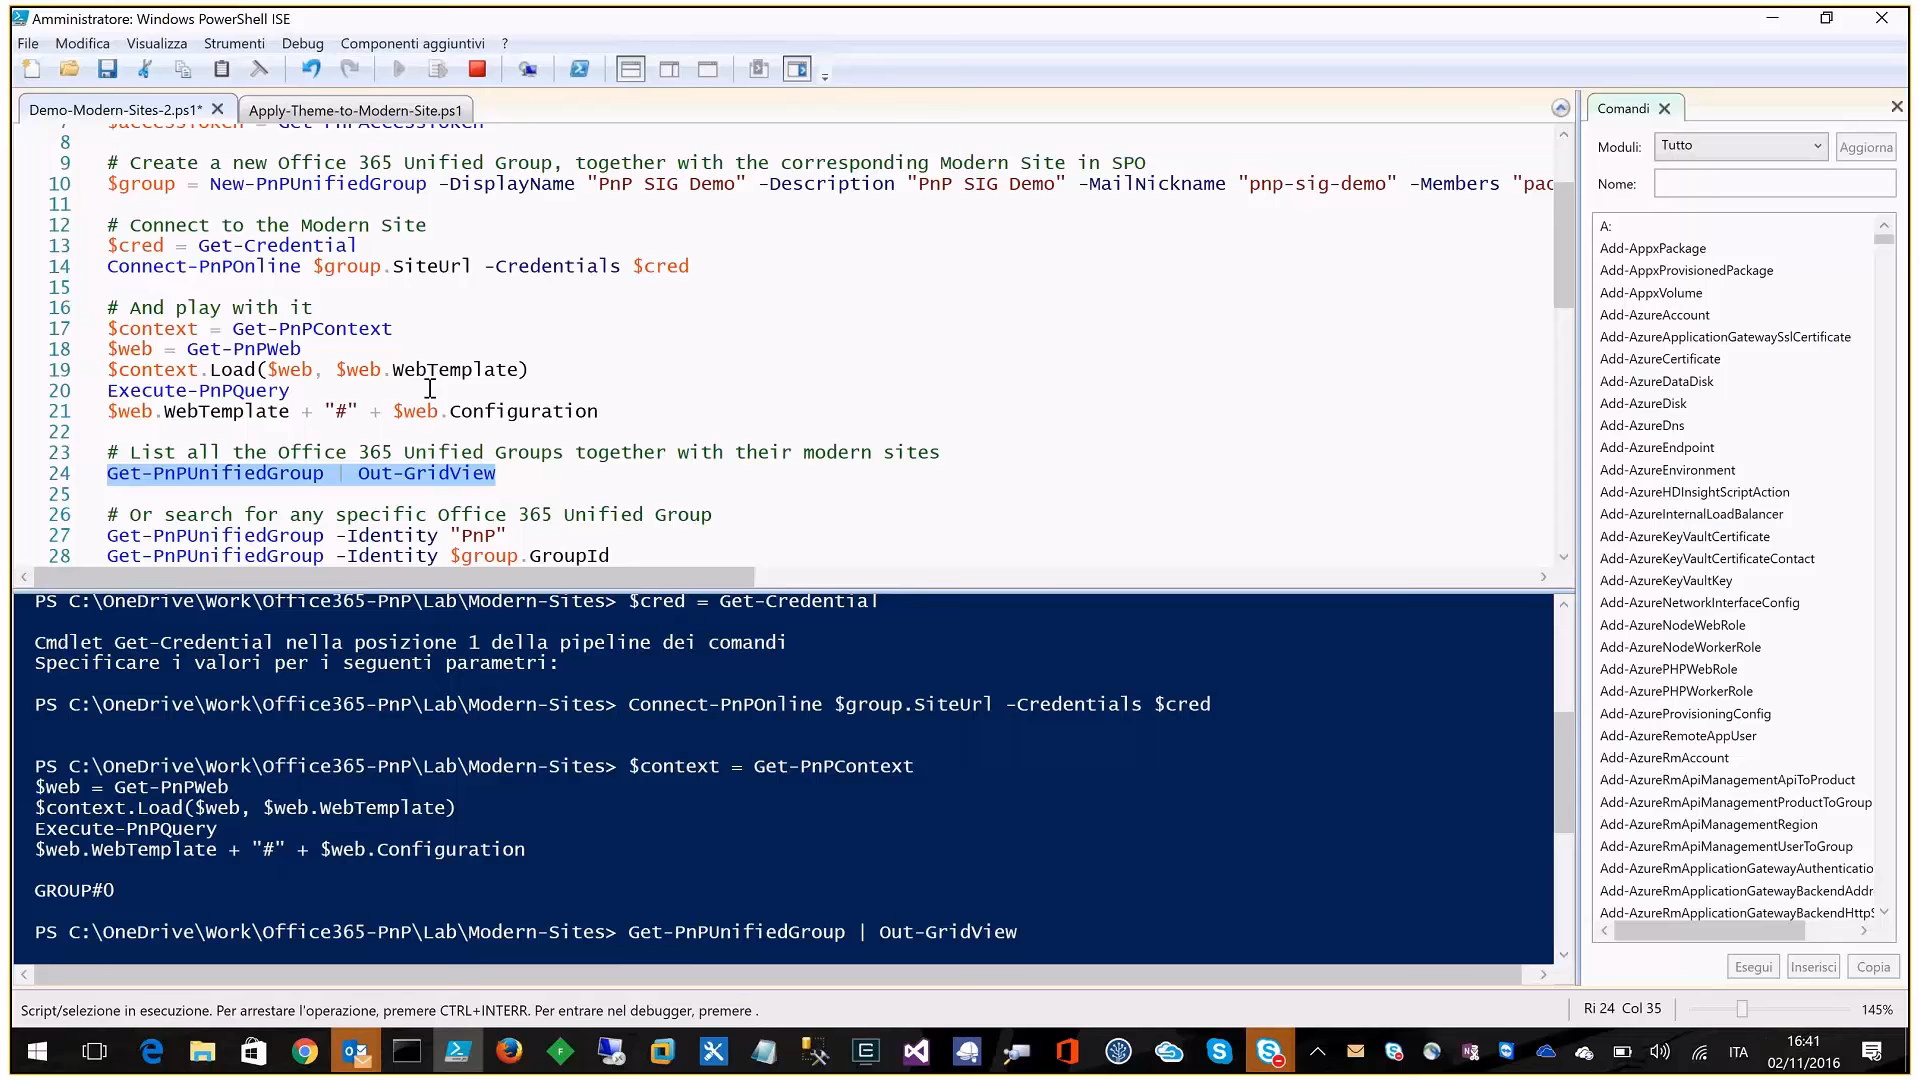 Amministratore: Windows PowerShell ISE
File Modifica Visualizza Strumenti Debug Componenti aggiuntivi ?
Demo-Modern-Sites-2.ps1* Apply-Theme-to-Modern-Site.ps1
7 $accessToken = Get-PnPAccessToken
8
9 # Create a new Office 365 Unified Group, together with the corresponding Modern Site in SPO
10 $group = New-PnPUnifiedGroup -DisplayName "PnP SIG Demo" -Description "PnP SIG Demo" -MailNickname "pnp-sig-demo" -Members "pao
11
12 # Connect to the Modern Site
13 $cred = Get-Credential
14 Connect-PnPOnline $group.SiteUrl -Credentials $cred
15
16 # And play with it
17 $context = Get-PnPContext
18 $web = Get-PnPWeb
19 $context.Load($web, $web.WebTemplate)
20 Execute-PnPQuery
21 $web.WebTemplate + "#" + $web.Configuration
22
23 # List all the Office 365 Unified Groups together with their modern sites
24 Get-PnPUnifiedGroup | Out-GridView
25
26 # Or search for any specific Office 365 Unified Group
27 Get-PnPUnifiedGroup -Identity "PnP"
28 Get-PnPUnifiedGroup -Identity $group.GroupId
PS C:\OneDrive\Work\Office365-PnP\Lab\Modern-Sites> $cred = Get-Credential
Cmdlet Get-Credential nella posizione 1 della pipeline dei comandi
Specificare i valori per i seguenti parametri:
PS C:\OneDrive\Work\Office365-PnP\Lab\Modern-Sites> Connect-PnPOnline $group.SiteUrl -Credentials $cred
PS C:\OneDrive\Work\Office365-PnP\Lab\Modern-Sites> $context = Get-PnPContext
$web = Get-PnPWeb
$context.Load($web, $web.WebTemplate)
Execute-PnPQuery
$web.WebTemplate + "#" + $web.Configuration
GROUP#0
PS C:\OneDrive\Work\Office365-PnP\Lab\Modern-Sites> Get-PnPUnifiedGroup | Out-GridView
Comandi
Moduli: Tutto Aggiorna
Nome:
A:
Add-AppxPackage
Add-AppxProvisionedPackage
Add-AppxVolume
Add-AzureAccount
Add-AzureApplicationGatewaySslCertificate
Add-AzureCertificate
Add-AzureDataDisk
Add-AzureDisk
Add-AzureDns
Add-AzureEndpoint
Add-AzureEnvironment
Add-AzureHDInsightScriptAction
Add-AzureInternalLoadBalancer
Add-AzureKeyVaultCertificate
Add-AzureKeyVaultCertificateContact
Add-AzureKeyVaultKey
Add-AzureNetworkInterfaceConfig
Add-AzureNodeWebRole
Add-AzureNodeWorkerRole
Add-AzurePHPWebRole
Add-AzurePHPWorkerRole
Add-AzureProvisioningConfig
Add-AzureRemoteAppUser
Add-AzureRmAccount
Add-AzureRmApiManagementApiToProduct
Add-AzureRmApiManagementProductToGroup
Add-AzureRmApiManagementRegion
Add-AzureRmApiManagementUserToGroup
Add-AzureRmApplicationGatewayAuthenticatio
Add-AzureRmApplicationGatewayBackendAddr
Add-AzureRmApplicationGatewayBackendHttpS
Esegui Inserisci Copia
Script/selezione in esecuzione. Per arrestare l'operazione, premere CTRL+INTERR. Per entrare nel debugger, premere . Ri 24 Col 35 145%
ITA
16:41
02/11/2016